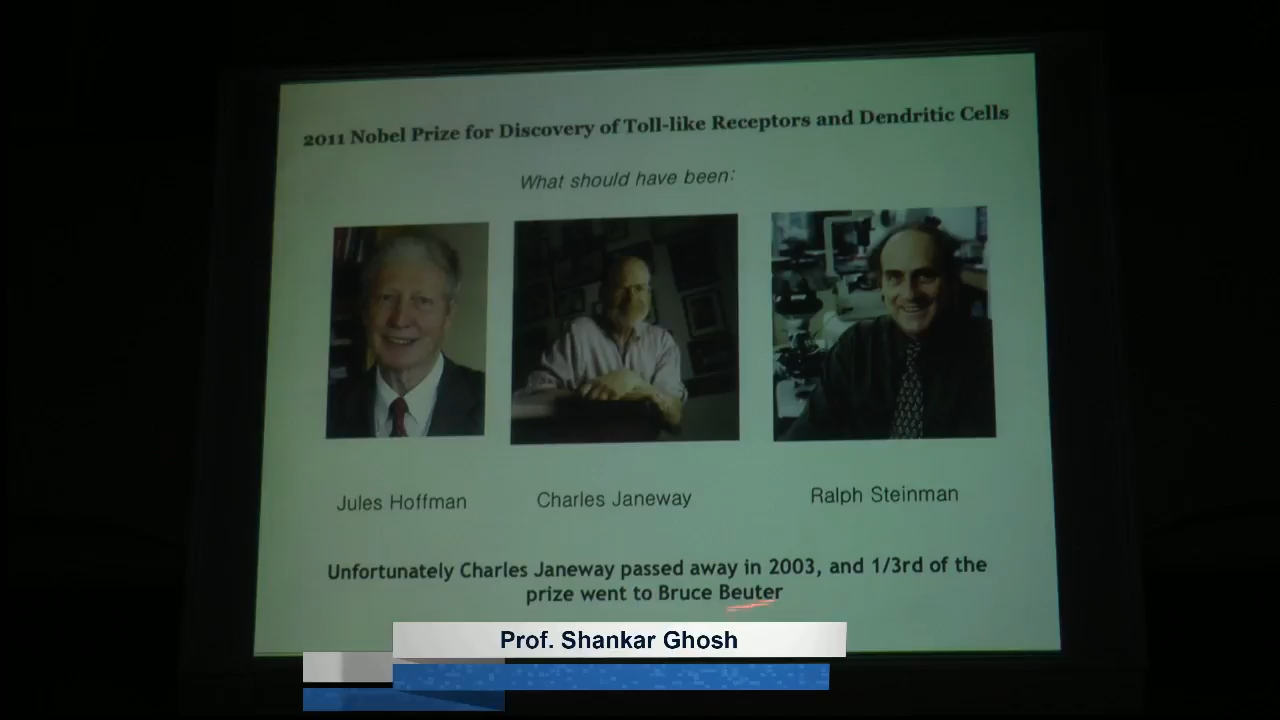 2011 Nobel Prize for Discovery of Toll-like Receptors and Dendritic Cells
What should have been:
Jules Hoffman
Charles Janeway
Ralph Steinman
Unfortunately Charles Janeway passed away in 2003, and 1/3rd of the
prize went to Bruce Beuter
Prof. Shankar Ghosh